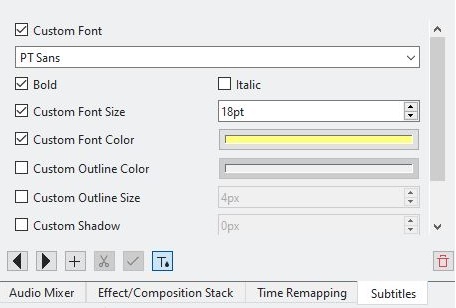 Custom Font
PT Sans
Bold Italic
Custom Font Size 18pt
Custom Font Color
Custom Outline Color
Custom Outline Size 4px
Custom Shadow 0px
Audio Mixer Effect/Composition Stack Time Remapping Subtitles